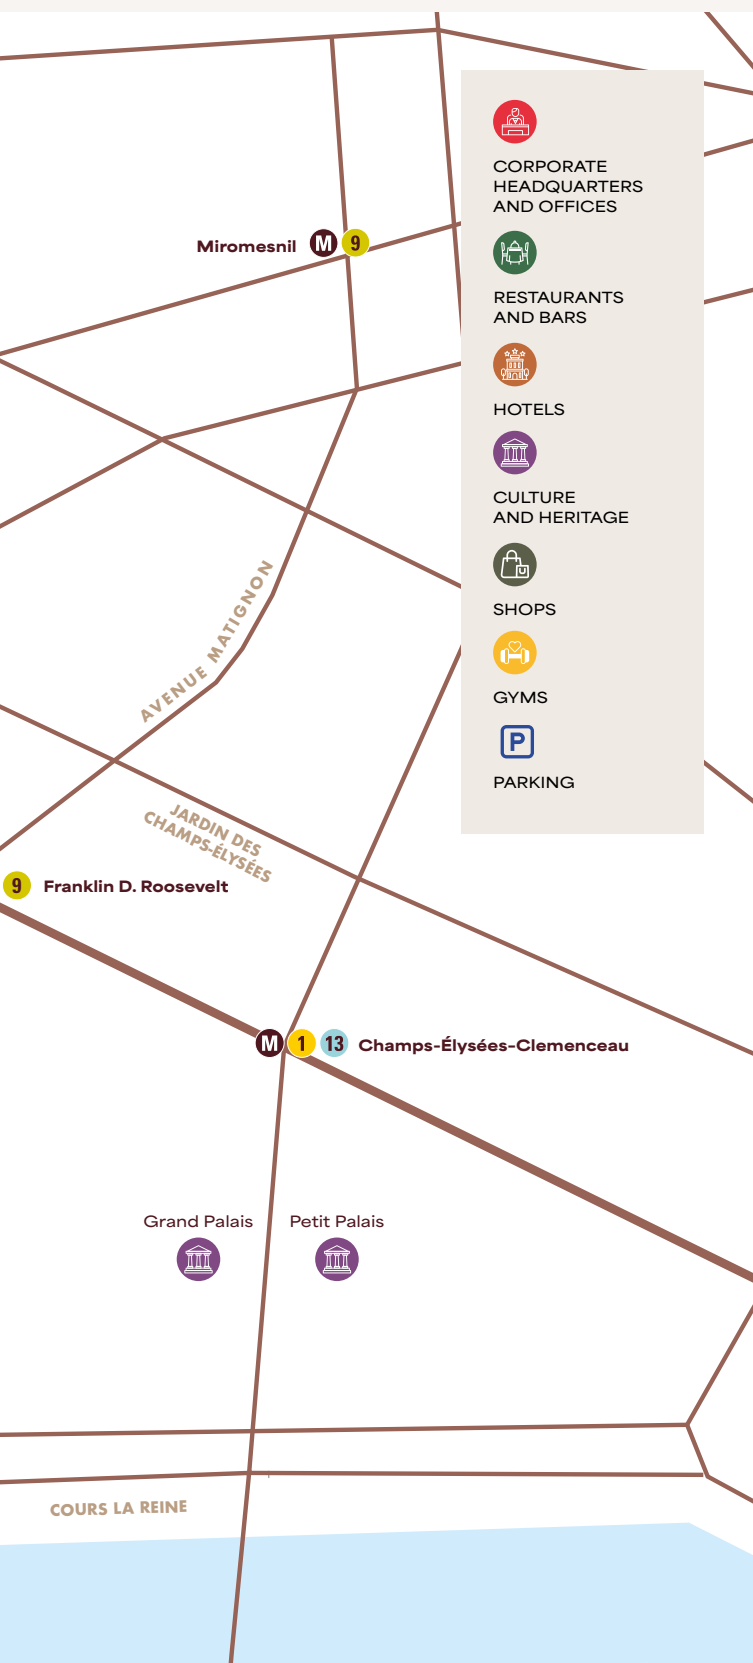 CORPORATE
HEADQUARTERS
AND OFFICES
Miromesnil M 9
RESTAURANTS
AND BARS
HOTELS
CULTURE
AND HERITAGE
SHOPS
GYMS
P
PARKING
AVENUE MATIGNON
JARDIN DES
CHAMPS-ÉLYSÉES
9 Franklin D. Roosevelt
M 1 13 Champs-Élysées-Clemenceau
Grand Palais
Petit Palais
COURS LA REINE